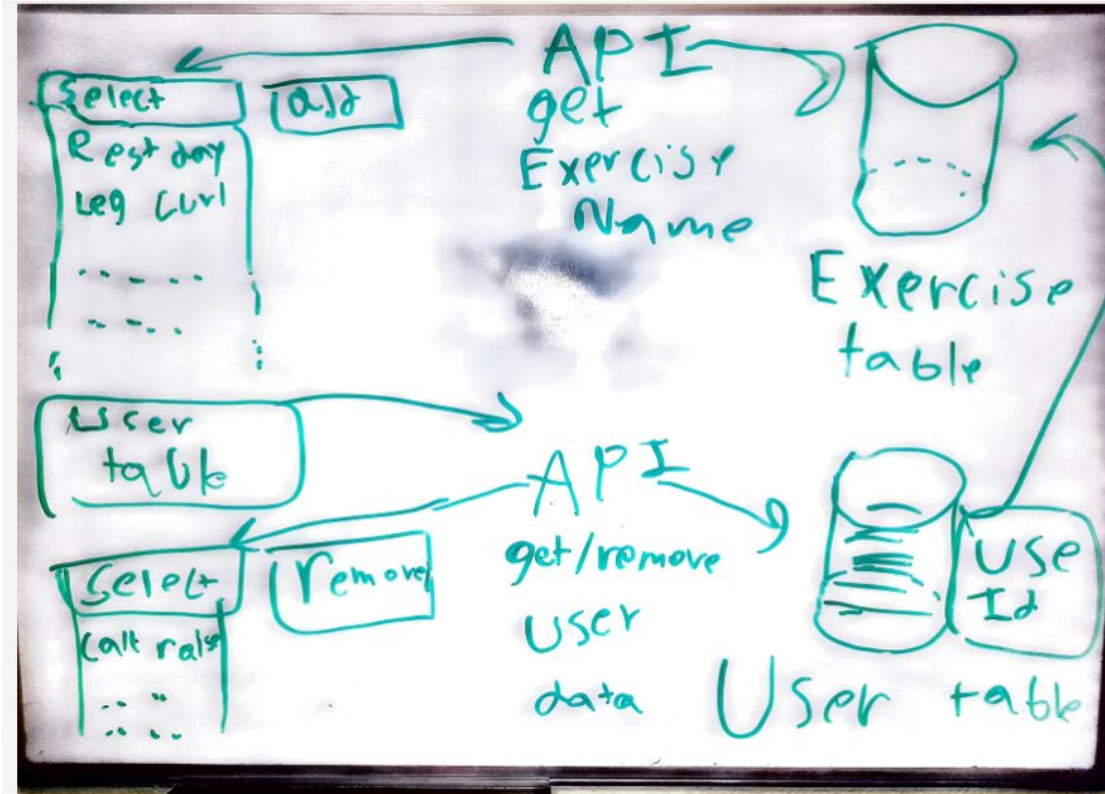 API
Select
add
Rest day
Leg Curl
get
Exercise
Name
Exercise
table
User
table
API
get/remove
User
data
Select
remove
Calf raise
Use
Id
User table